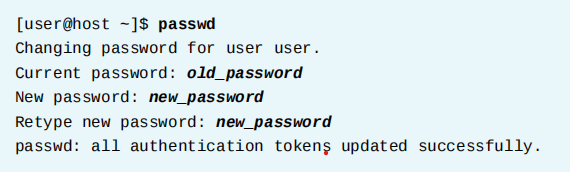 [user@host ~]$ passwd
Changing password for user user.
Current password: old_password
New password: new_password
Retype new password: new_password
passwd: all authentication tokens updated successfully.